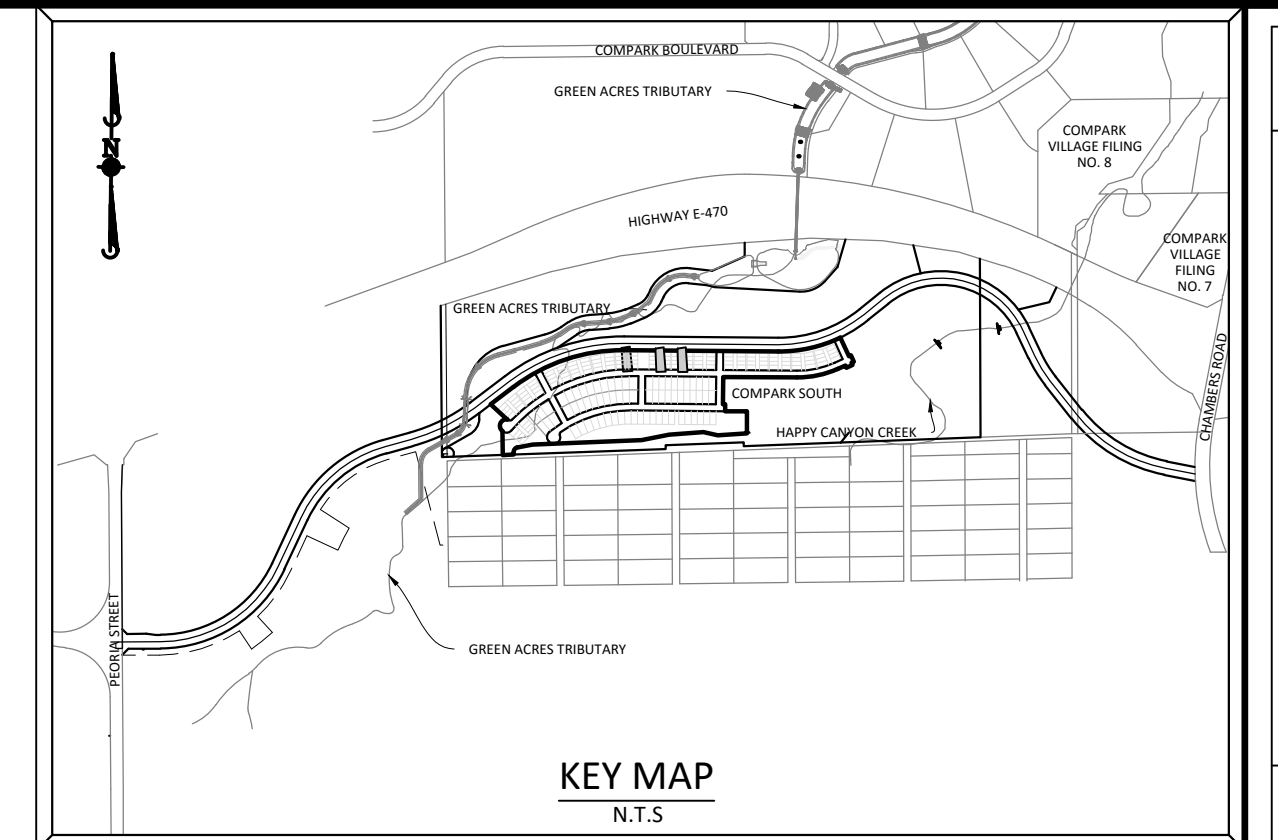 COMPARK BOULEVARD
GREEN ACRES TRIBUTARY
COMPARK
VILLAGE FILING
NO. 8
N
HIGHWAY E-470
COMPARK
VILLAGE
FILING
NO. 7
GREEN ACRES TRIBUTARY
COMPARK SOUTH
HAPPY CANYON CREEK
CHAMBERS ROAD
PEORIA STREET
GREEN ACRES TRIBUTARY
KEY MAP
N.T.S